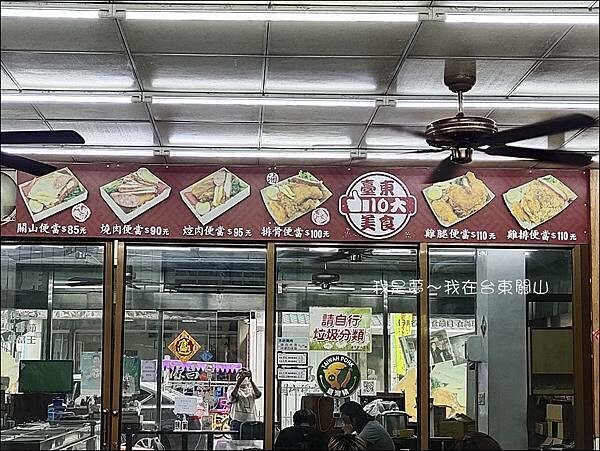 關山便當$85元
燒肉便當$90元
焢肉便當$95元
排骨便當$100元
臺東
110大
美食
雞腿便當$110元
雞排便當$110元
我是夢～我在台東關山
請自行
垃圾分類
TAIWAN PORK